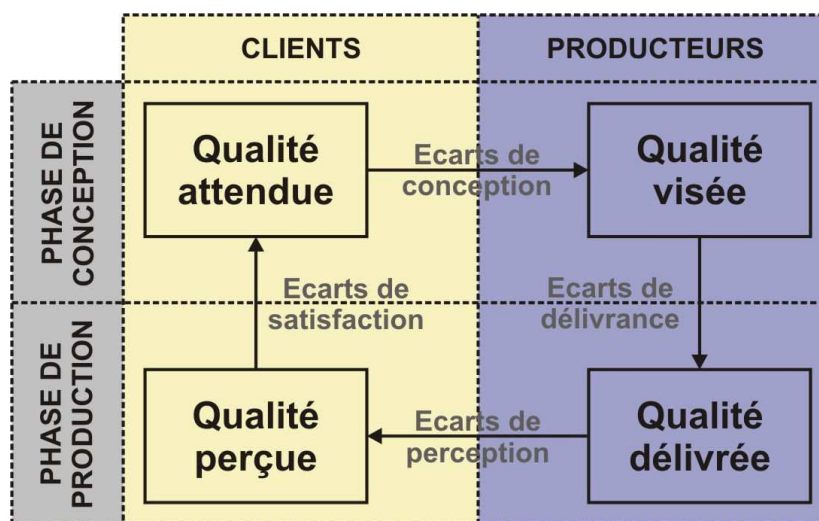 CLIENTS
PRODUCTEURS
PHASE DE
CONCEPTION
Qualité
attendue
Ecarts de
conception
Qualité
visée
Ecarts de
satisfaction
Ecarts de
délivrance
PHASE DE
PRODUCTION
Qualité
perçue
Ecarts de
perception
Qualité
délivrée